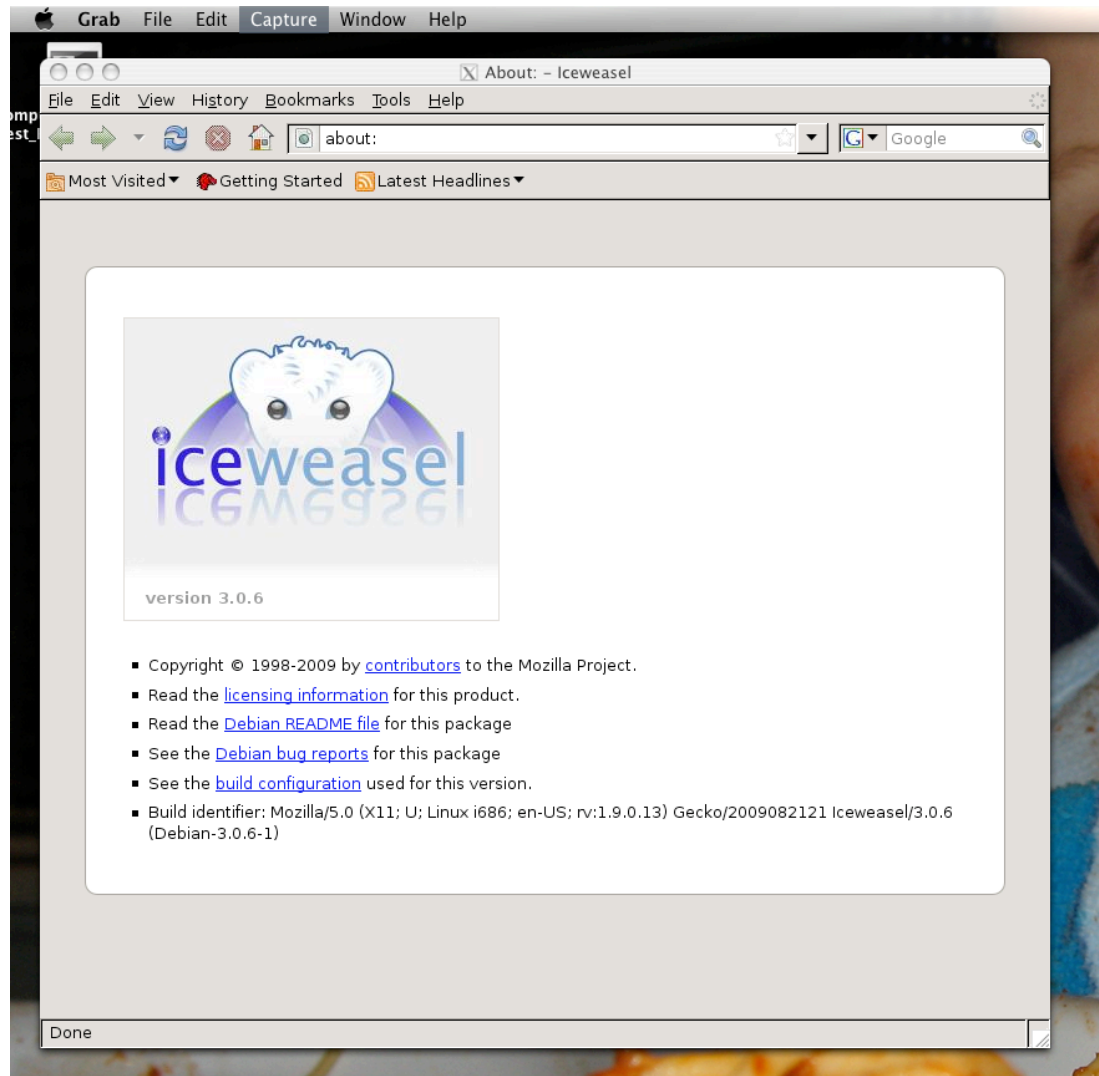 Grab File Edit Capture Window Help
About: – Iceweasel
File Edit View History Bookmarks Tools Help
about:
Google
Most Visited Getting Started Latest Headlines
iceweasel
version 3.0.6
Copyright © 1998-2009 by contributors to the Mozilla Project.
Read the licensing information for this product.
Read the Debian README file for this package
See the Debian bug reports for this package
See the build configuration used for this version.
Build identifier: Mozilla/5.0 (X11; U; Linux i686; en-US; rv:1.9.0.13) Gecko/2009082121 Iceweasel/3.0.6
(Debian-3.0.6-1)
Done